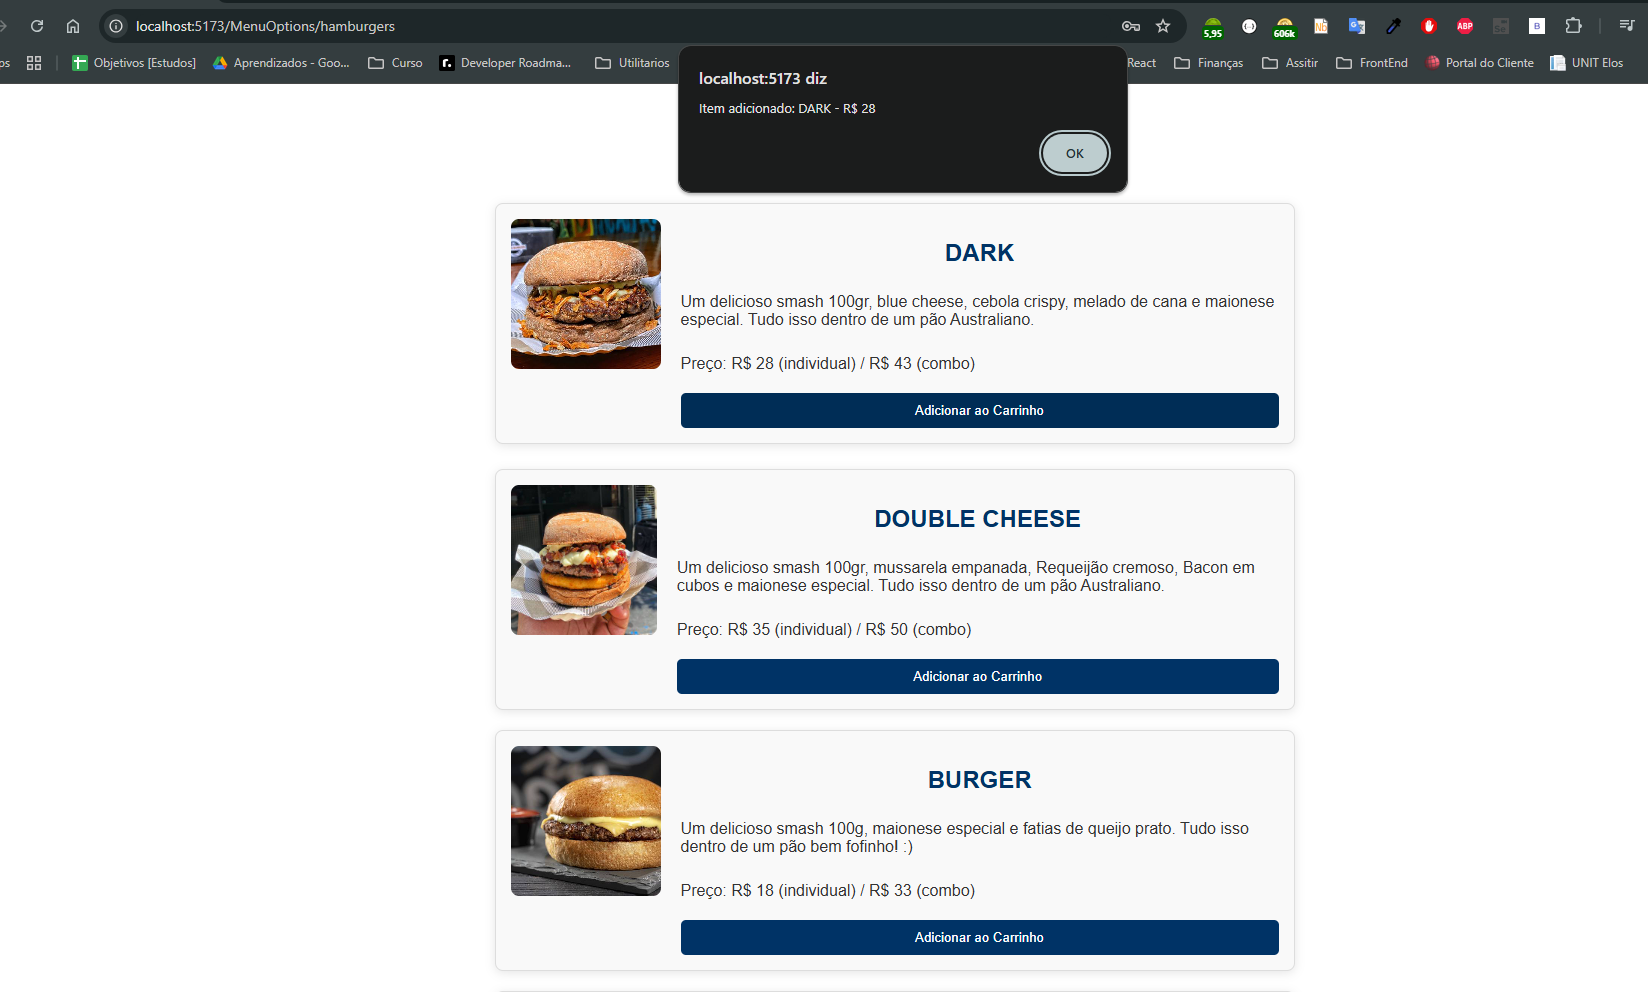 localhost:5173/MenuOptions/hamburgers
5,95
606k
ABP
B
ps
Objetivos [Estudos]
Aprendizados - Goo...
Curso
Developer Roadma...
Utilitarios
React
Finanças
Assitir
FrontEnd
Portal do Cliente
UNIT Elos
localhost:5173 diz
Item adicionado: DARK - R$ 28
OK
DARK
Um delicioso smash 100gr, blue cheese, cebola crispy, melado de cana e maionese
especial. Tudo isso dentro de um pão Australiano.
Preço: R$ 28 (individual) / R$ 43 (combo)
Adicionar ao Carrinho
DOUBLE CHEESE
Um delicioso smash 100gr, mussarela empanada, Requeijão cremoso, Bacon em
cubos e maionese especial. Tudo isso dentro de um pão Australiano.
Preço: R$ 35 (individual) / R$ 50 (combo)
Adicionar ao Carrinho
BURGER
Um delicioso smash 100g, maionese especial e fatias de queijo prato. Tudo isso
dentro de um pão bem fofinho! :)
Preço: R$ 18 (individual) / R$ 33 (combo)
Adicionar ao Carrinho